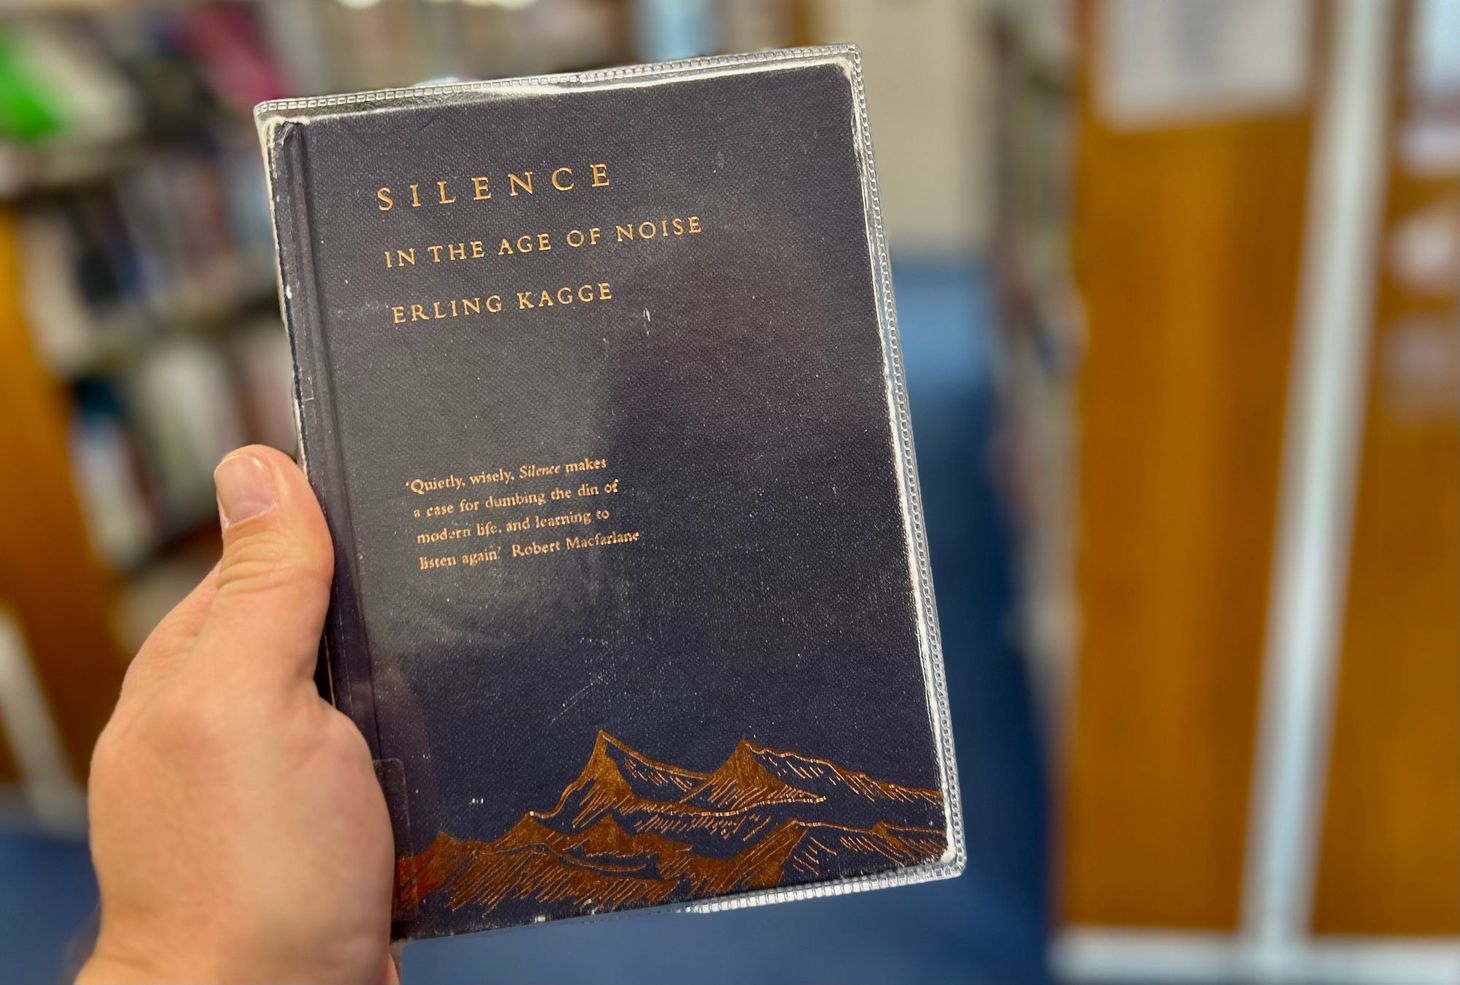 SILENCE
IN THE AGE OF NOISE
ERLING KAGGE
‘Quietly, wisely, Silence makes
a case for dumbing the din of
modern life, and learning to
listen again’ Robert Macfarlane